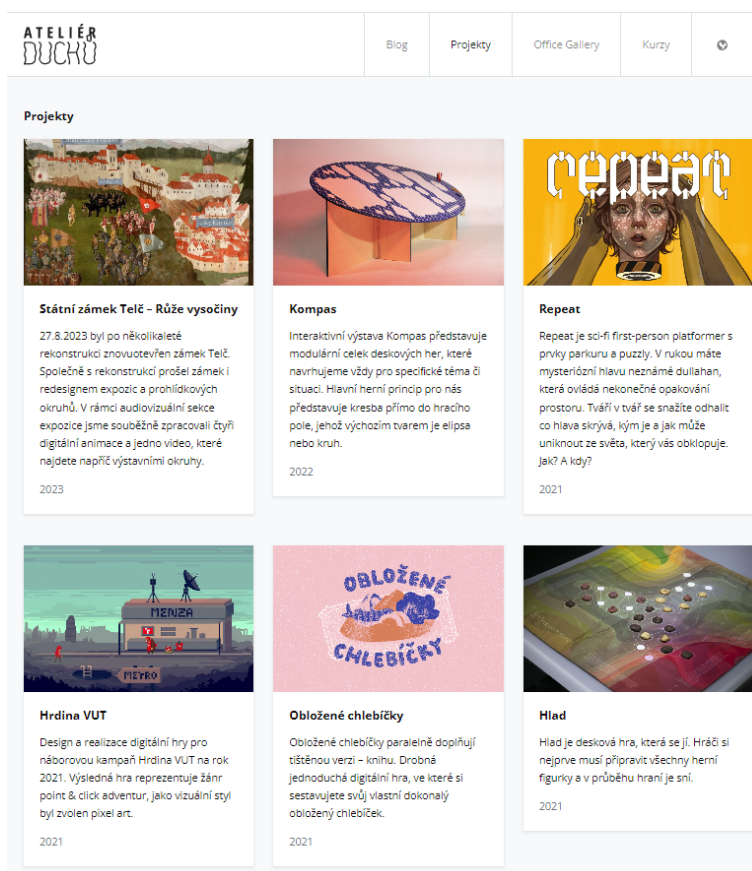 ATELIÉR
DUCHŮ
Blog
Projekty
Office Gallery
Kurzy
Projekty
Státní zámek Telč – Růže vysočiny
27.8.2023 byl po několikaleté
rekonstrukci znovuotevřen zámek Telč.
Společně s rekonstrukcí prošel zámek i
redesignem expozic a prohlídkových
okruhů. V rámci audiovizuální sekce
expozice jsme souběžně zpracovali čtyři
digitální animace a jedno video, které
najdete napříč výstavními okruhy.
2023
Kompas
Interaktivní výstava Kompas představuje
modulární celek deskových her, které
navrhujeme vždy pro specifické téma či
situaci. Hlavní herní princip pro nás
představuje kresba přímo do hracího
pole, jehož výchozím tvarem je elipsa
nebo kruh.
2022
repeat
Repeat
Repeat je sci-fi first-person platformer s
prvky parkuru a puzzly. V rukou máte
mysteriózní hlavu neznámé dullahan,
která ovládá nekonečné opakování
prostoru. Tváří v tvář se snažíte odhalit
co hlava skrývá, kým je a jak může
uniknout ze světa, který vás obklopuje.
Jak? A kdy?
2021
MENZA
METRO
Hrdina VUT
Design a realizace digitální hry pro
náborovou kampaň Hrdina VUT na rok
2021. Výsledná hra reprezentuje žánr
point & click adventur, jako vizuální styl
byl zvolen pixel art.
2021
OBLOŽENÉ
CHLEBÍČKY
Obložené chlebíčky
Obložené chlebíčky paralelně doplňují
tištěnou verzi – knihu. Drobná
jednoduchá digitální hra, ve které si
sestavujete svůj vlastní dokonalý
obložený chlebíček.
2021
Hlad
Hlad je desková hra, která se jí. Hráči si
nejprve musí připravit všechny herní
figurky a v průběhu hraní je sní.
2021